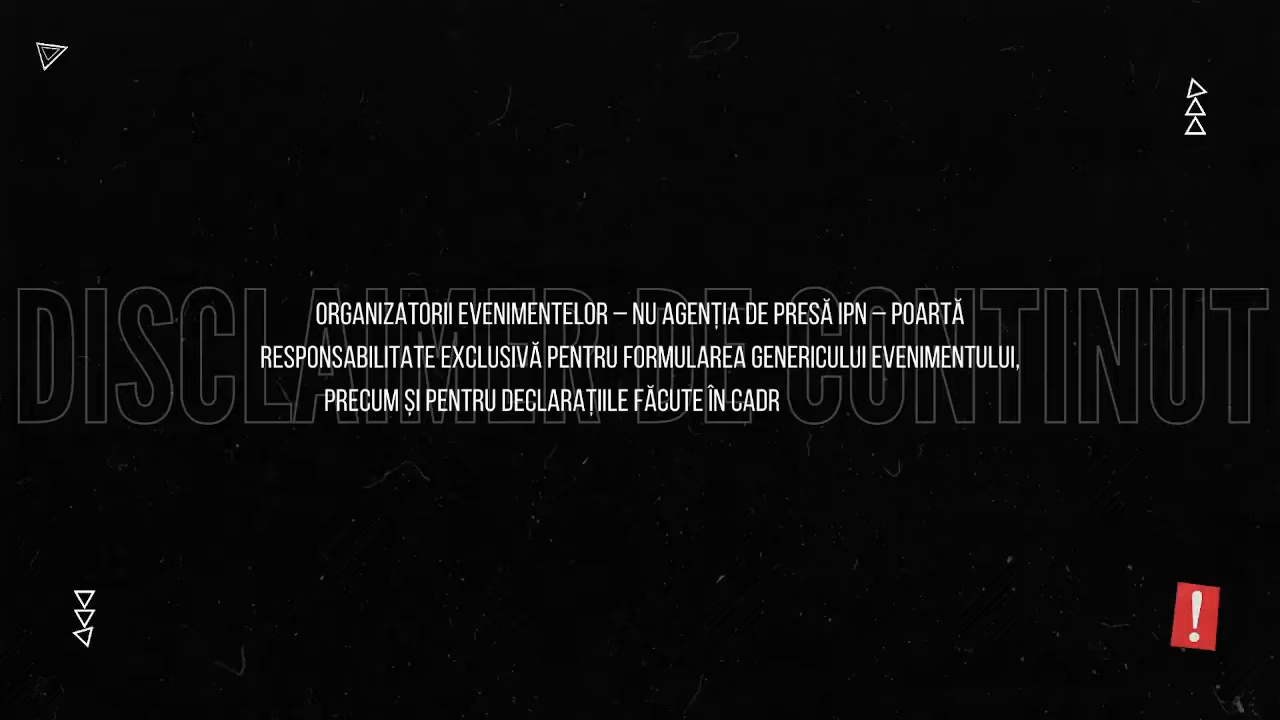 DISCLAIMER DE CONTINUT
ORGANIZATORII EVENIMENTELOR – NU AGENȚIA DE PRESĂ IPN – POARTĂ
RESPONSABILITATE EXCLUSIVĂ PENTRU FORMULAREA GENERICULUI EVENIMENTULUI,
PRECUM ȘI PENTRU DECLARAȚIILE FĂCUTE ÎN CADR
!